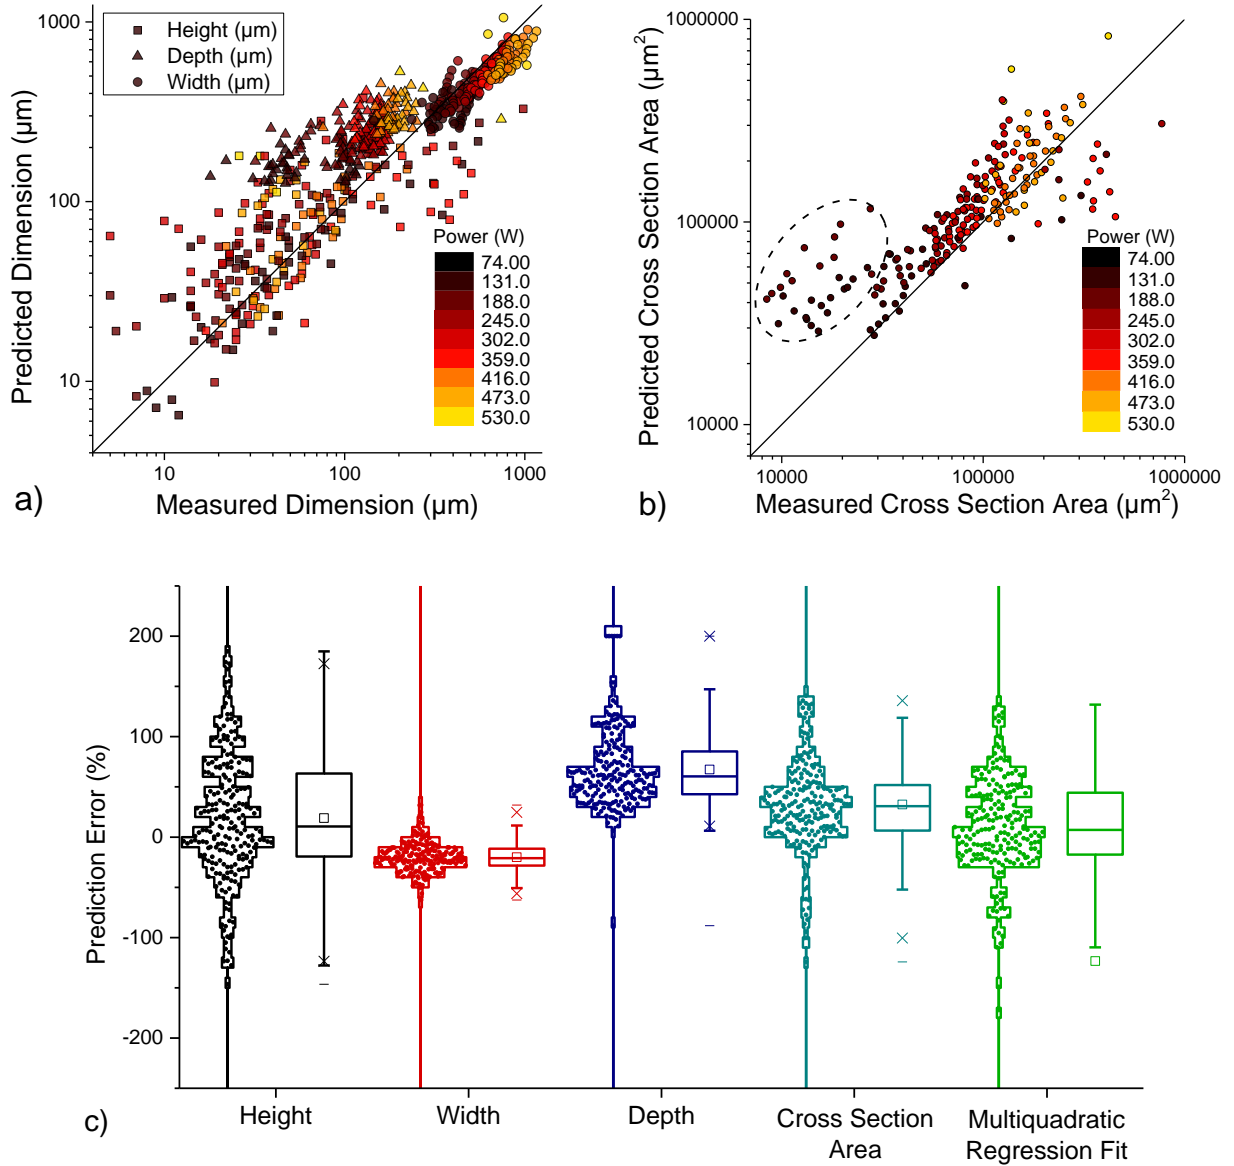 Height (µm)
Depth (µm)
Width (µm)
1000
100
10
Predicted Dimension (µm)
Power (W)
74.00
131.0
188.0
245.0
302.0
359.0
416.0
473.0
530.0
10
100
1000
Measured Dimension (µm)
a)
1000000
100000
10000
Predicted Cross Section Area (µm²)
Power (W)
74.00
131.0
188.0
245.0
302.0
359.0
416.0
473.0
530.0
10000
100000
1000000
Measured Cross Section Area (µm²)
b)
200
100
0
-100
-200
Prediction Error (%)
Height
Width
Depth
Cross Section
Area
Multiquadratic
Regression Fit
c)